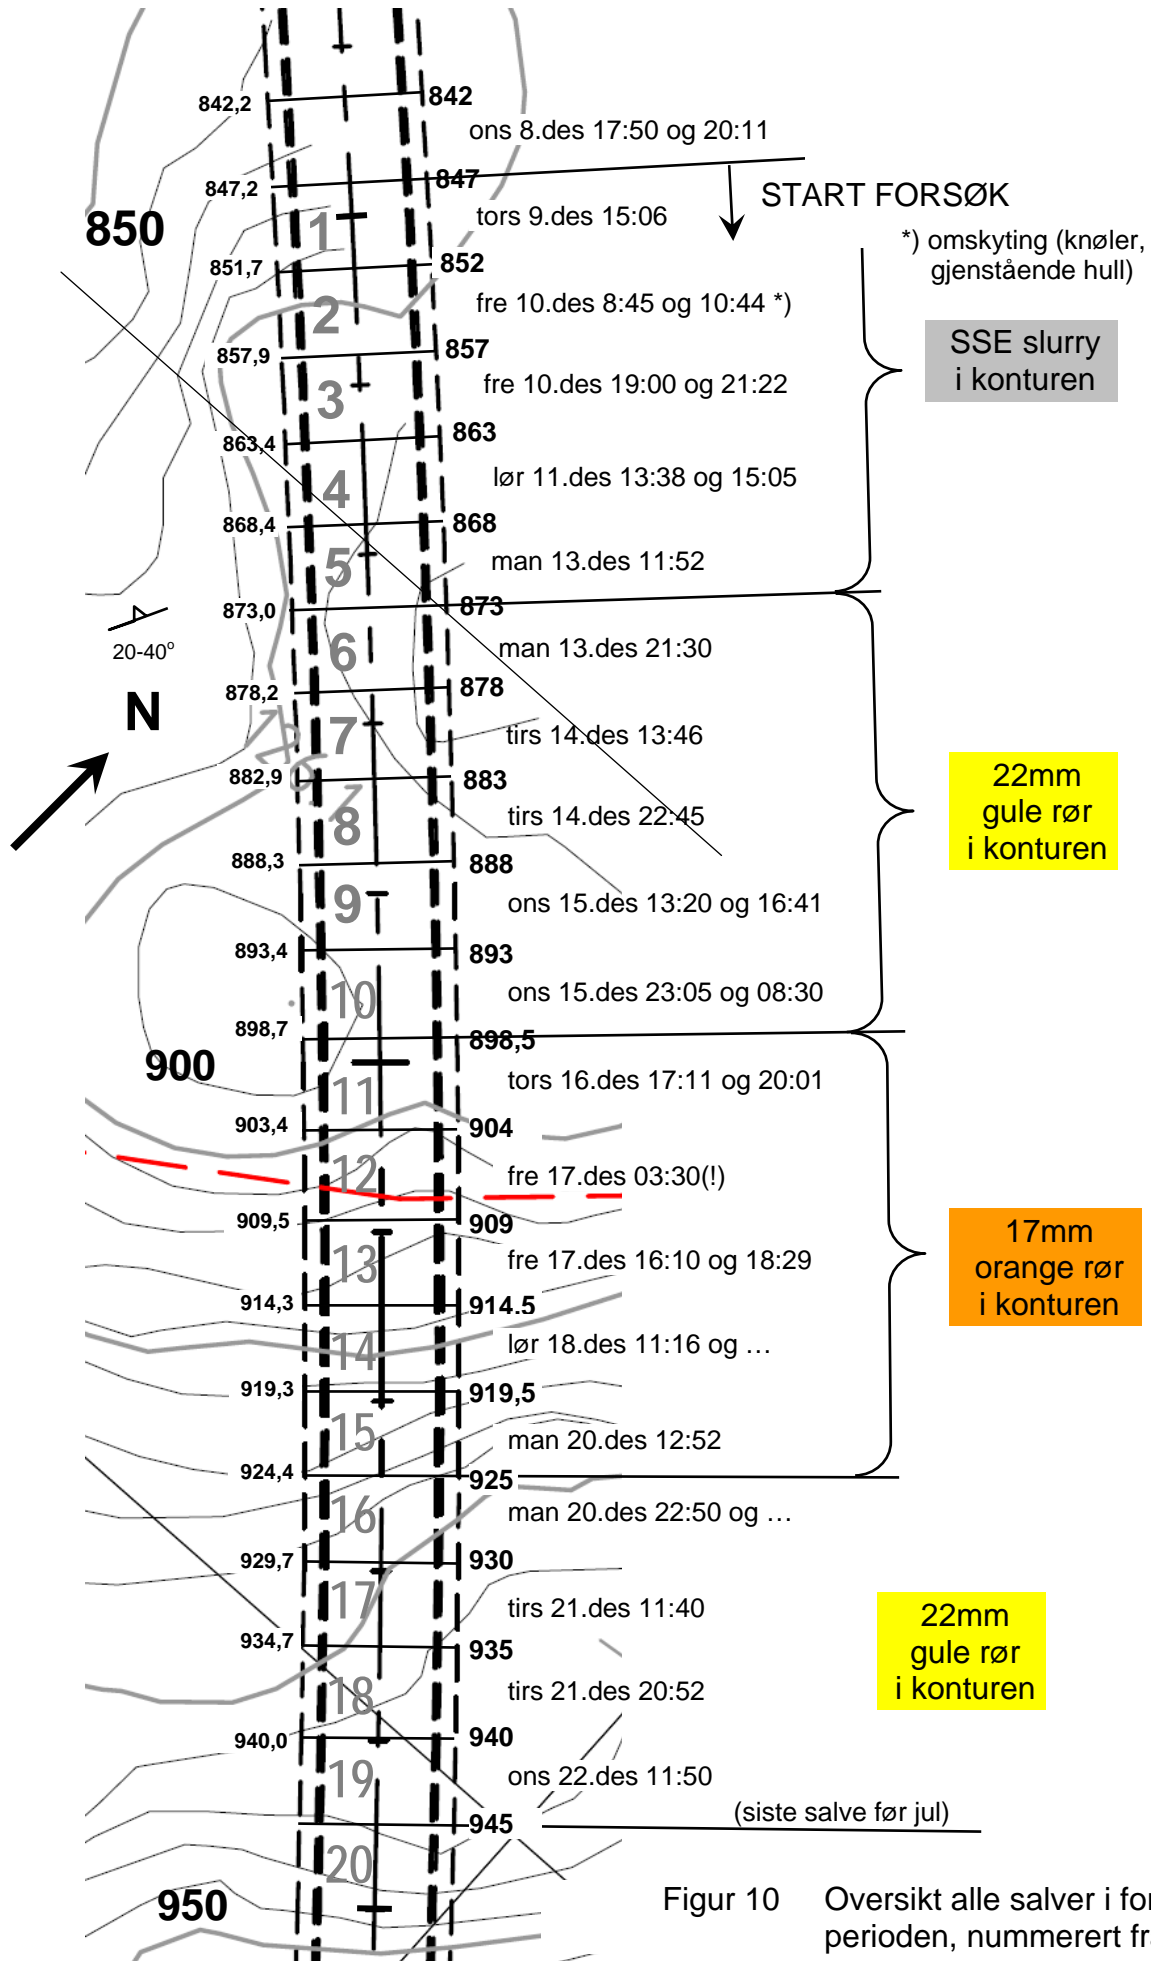 842,2
842
ons 8.des 17:50 og 20:11
847,2
847
START FORSØK
850
1
tors 9.des 15:06
*) omskyting (knøler,
gjenstående hull)
851,7
852
2
fre 10.des 8:45 og 10:44 *)
SSE slurry
i konturen
857,9
857
3
fre 10.des 19:00 og 21:22
863,4
863
4
lør 11.des 13:38 og 15:05
868,4
868
5
man 13.des 11:52
873,0
873
20-40°
6
man 13.des 21:30
878,2
878
N
7
tirs 14.des 13:46
882,9
883
22mm
gule rør
i konturen
8
tirs 14.des 22:45
888,3
888
9
ons 15.des 13:20 og 16:41
893,4
893
10
ons 15.des 23:05 og 08:30
898,7
898,5
900
11
tors 16.des 17:11 og 20:01
903,4
904
12
fre 17.des 03:30(!)
909,5
909
13
fre 17.des 16:10 og 18:29
17mm
orange rør
i konturen
914,3
914.5
14
lør 18.des 11:16 og …
919,3
919,5
15
man 20.des 12:52
924,4
925
16
man 20.des 22:50 og …
929,7
930
17
tirs 21.des 11:40
22mm
gule rør
i konturen
934,7
935
18
tirs 21.des 20:52
940,0
940
19
ons 22.des 11:50
945
(siste salve før jul)
20
950
Figur 10 Oversikt alle salver i for
perioden, nummerert fra